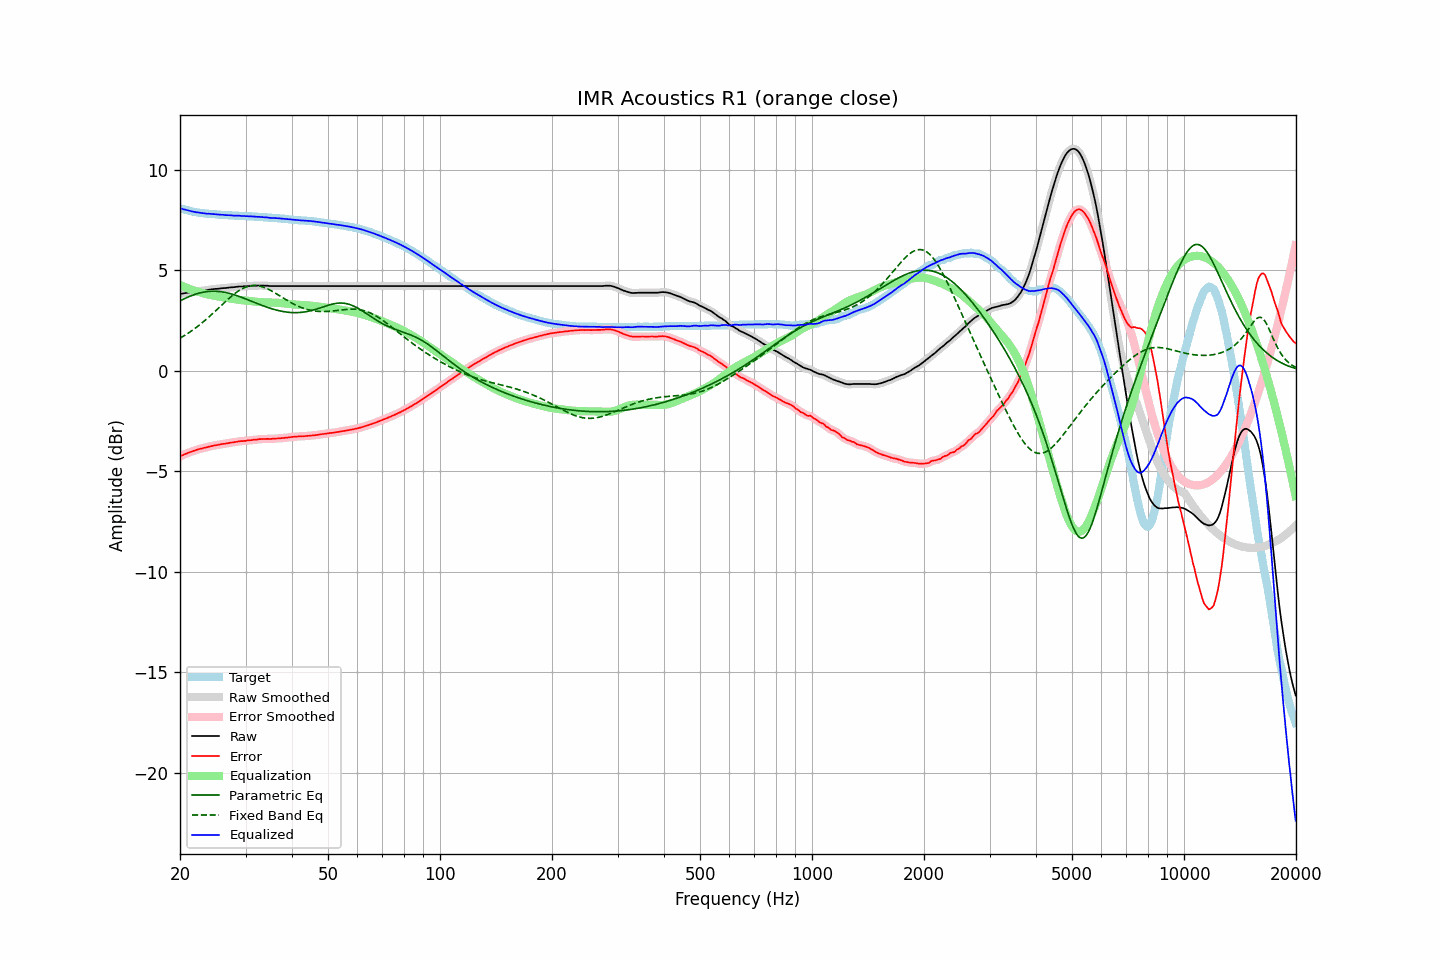 IMR Acoustics R1 (orange close)
Amplitude (dBr)
10
5
0
−5
−10
−15
−20
Target
Raw Smoothed
Error Smoothed
Raw
Error
Equalization
Parametric Eq
Fixed Band Eq
Equalized
20
50
100
200
500
1000
2000
5000
10000
20000
Frequency (Hz)